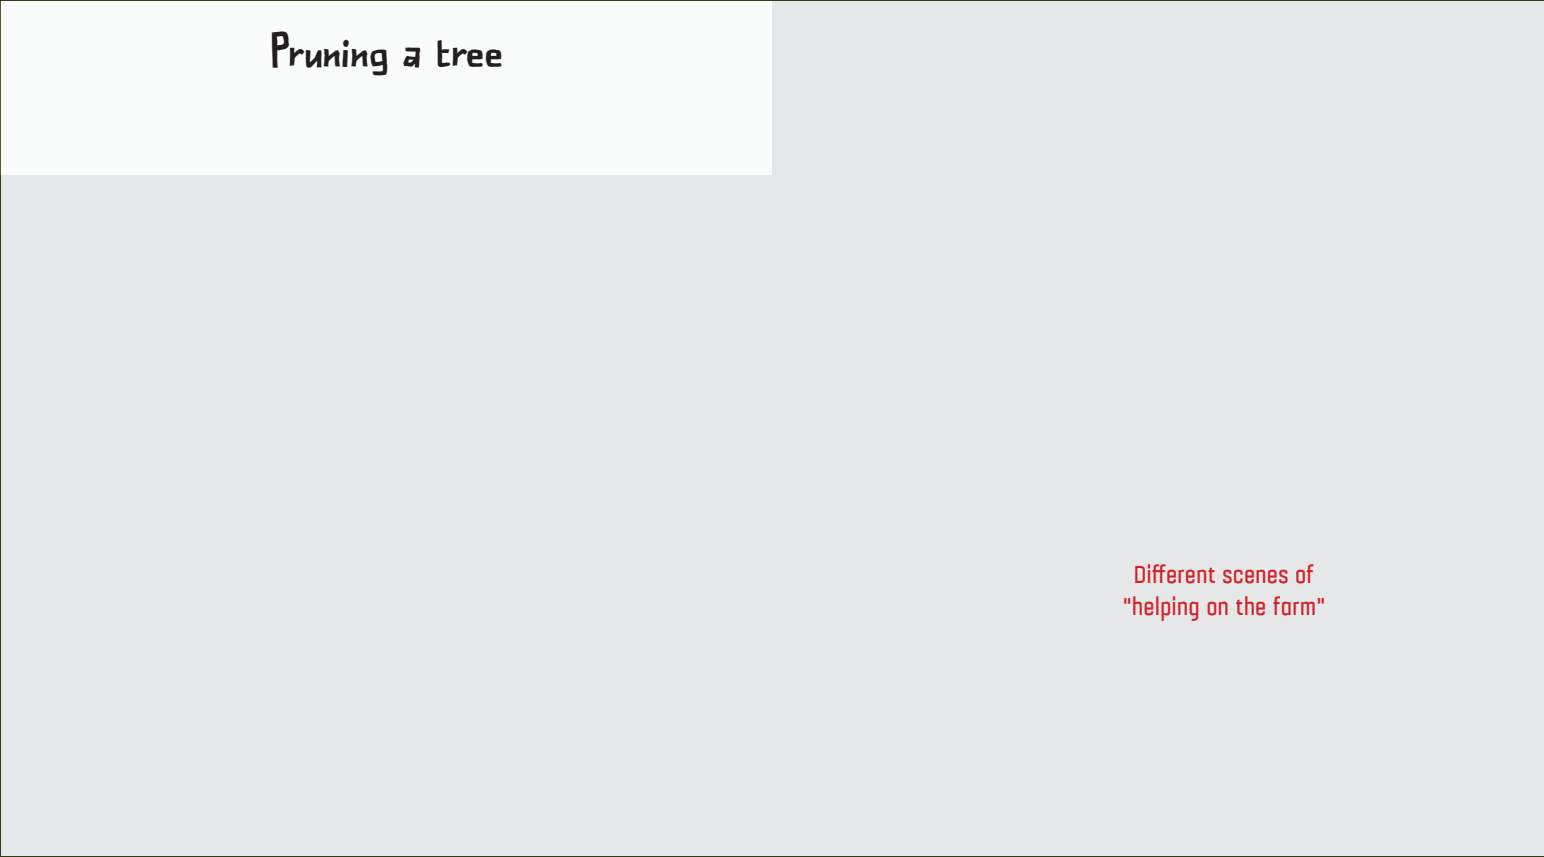 Pruning a tree
Different scenes of
"helping on the farm"